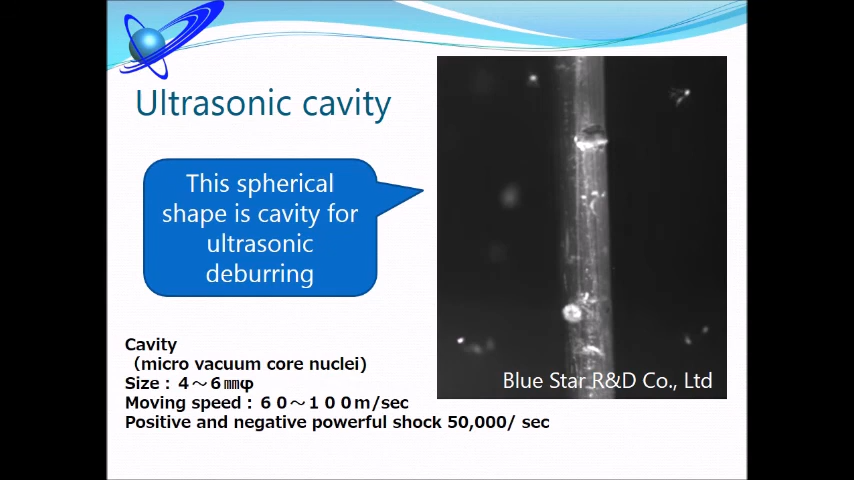 Ultrasonic cavity
This spherical
shape is cavity for
ultrasonic
deburring
Blue Star R&D Co., Ltd
Cavity
（micro vacuum core nuclei)
Size：４～６㎜φ
Moving speed：６０～１００ｍ/sec
Positive and negative powerful shock 50,000/ sec